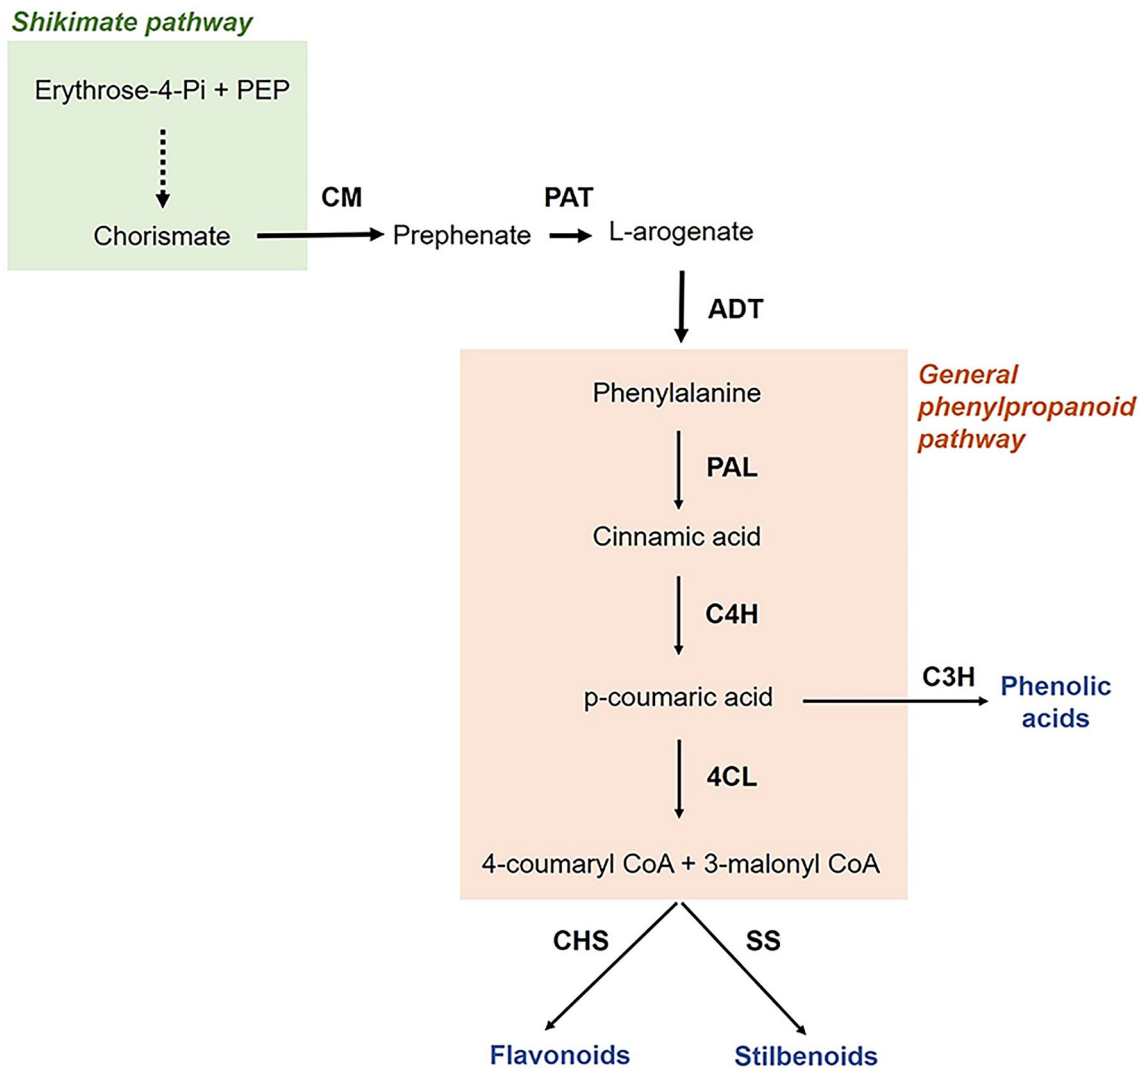 Shikimate pathway
Erythrose-4-Pi + PEP
CM
PAT
Chorismate
Prephenate
L-arogenate
ADT
Phenylalanine
General
phenylpropanoid
pathway
PAL
Cinnamic acid
C4H
p-coumaric acid
C3H
Phenolic
acids
4CL
4-coumaryl CoA + 3-malonyl CoA
CHS
SS
Flavonoids
Stilbenoids